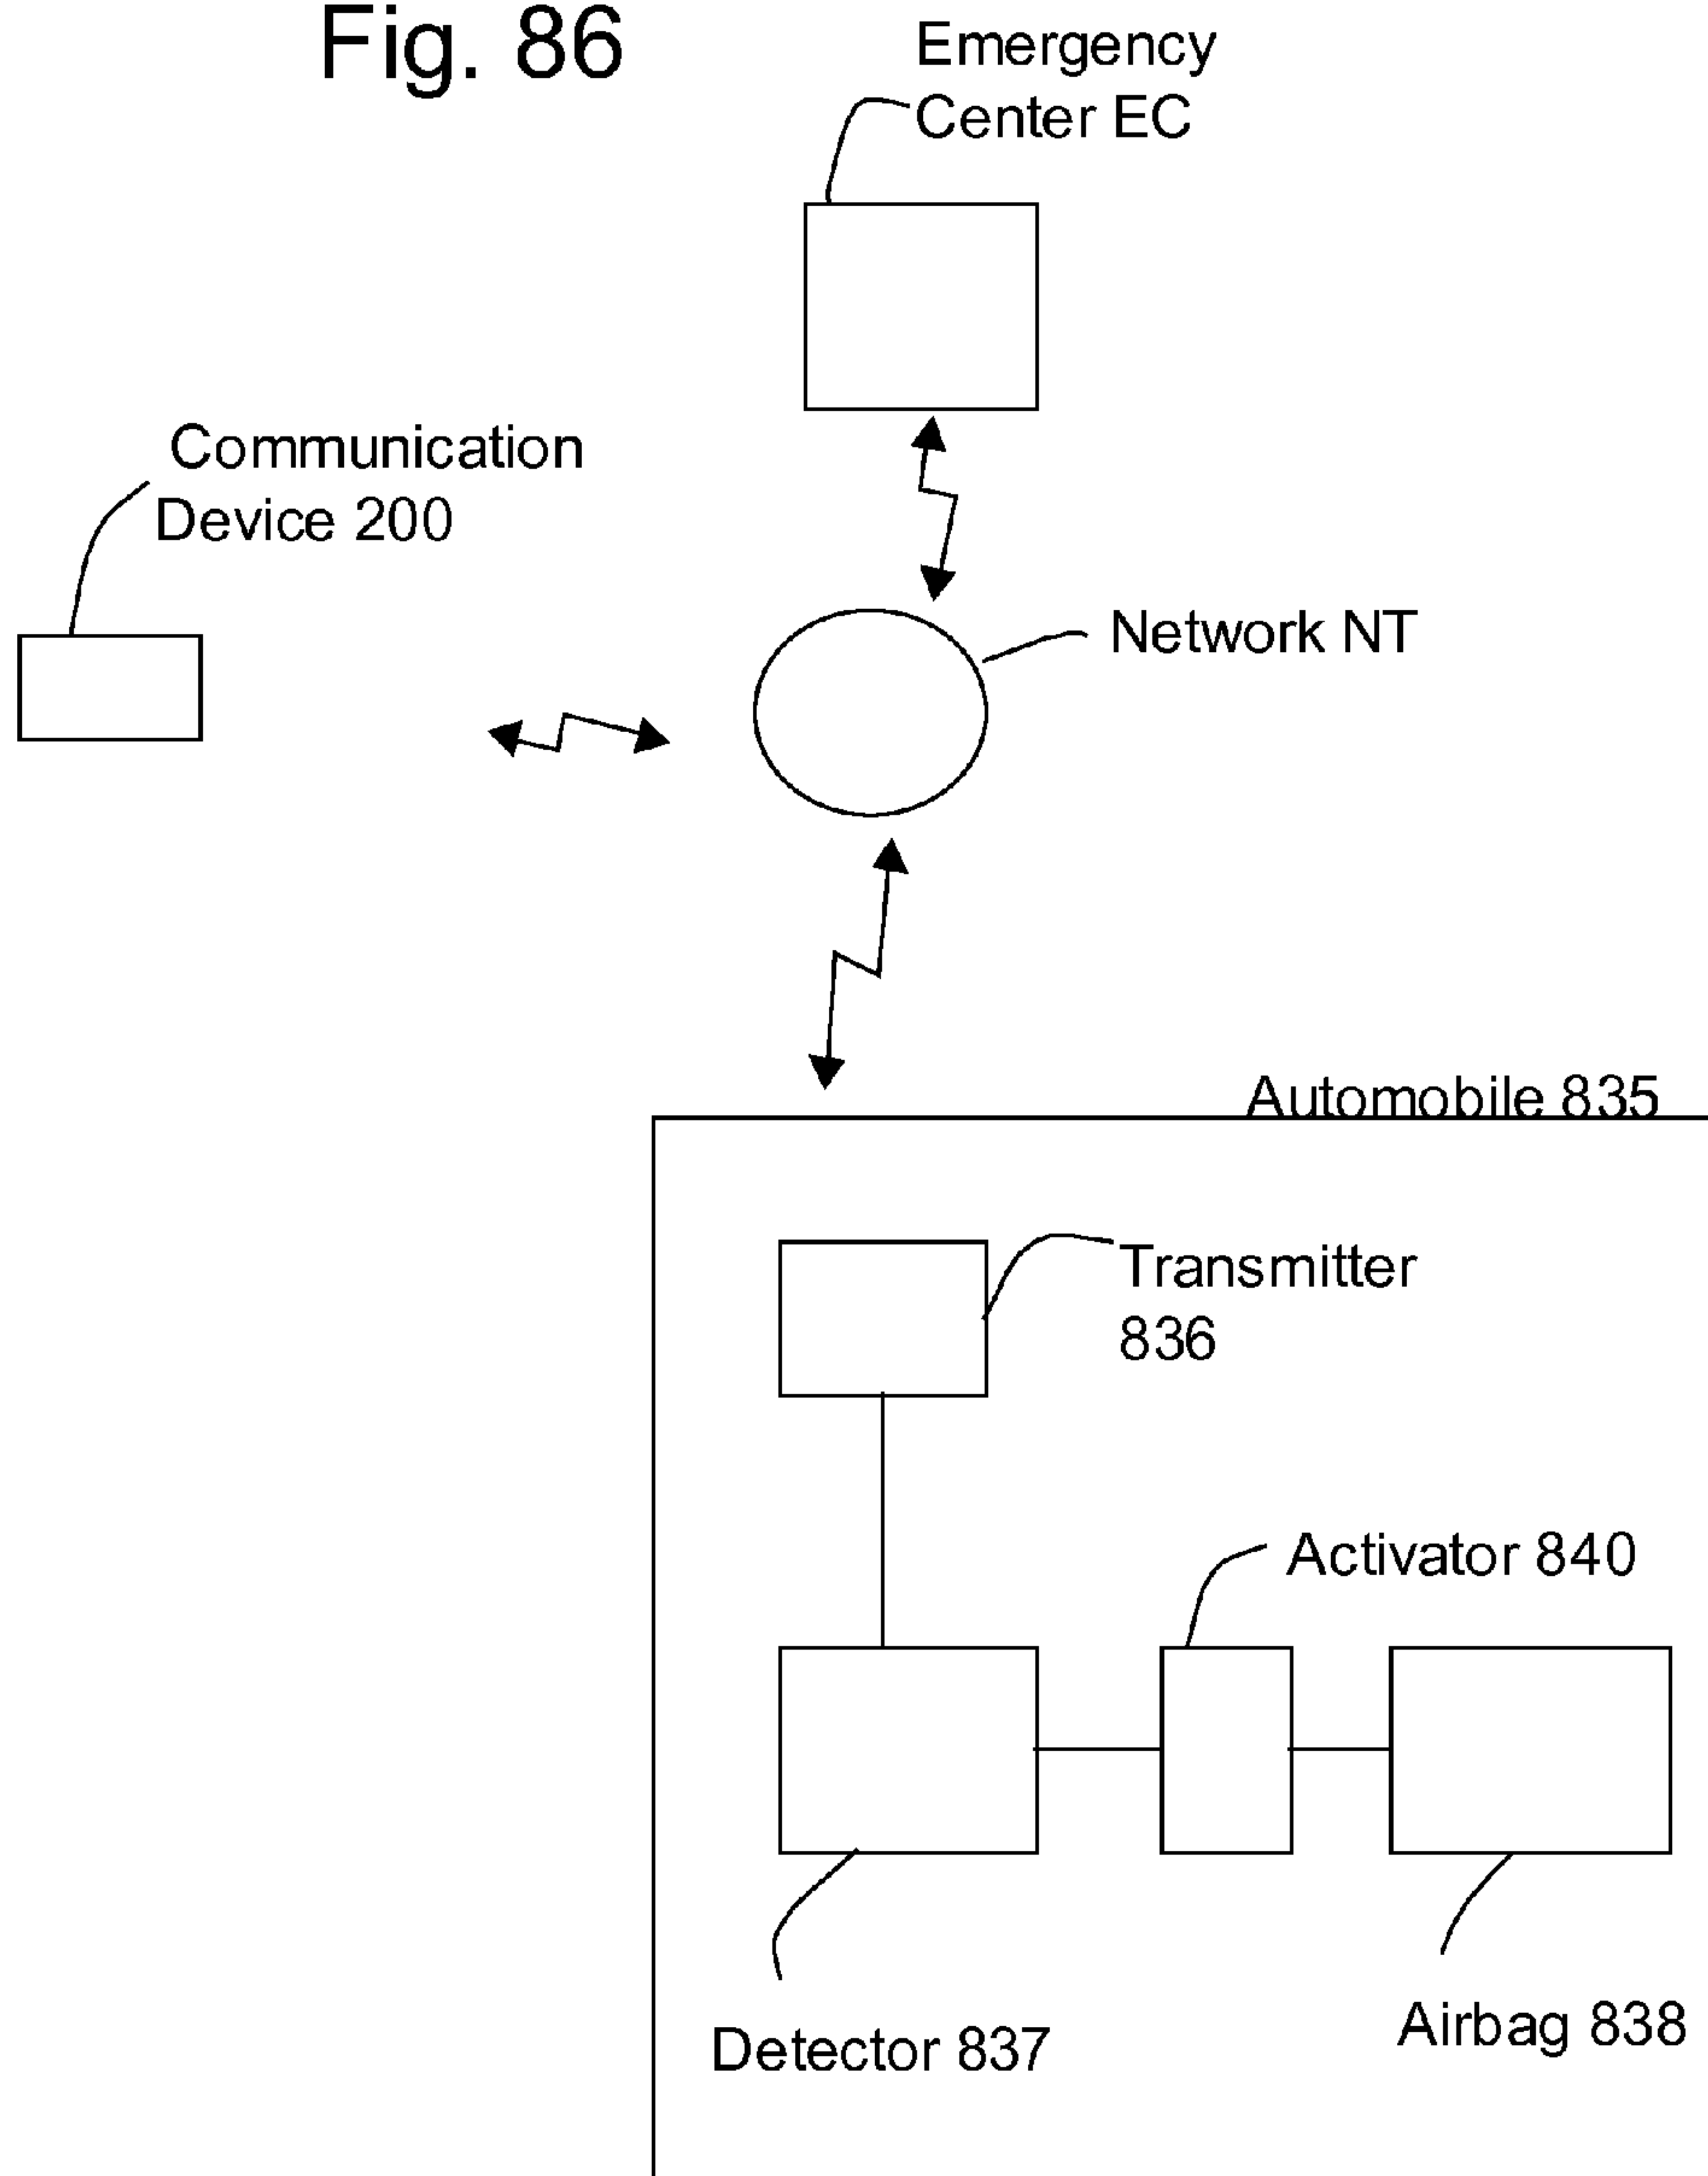 Fig. 86
Emergency
Center EC
Communication
Device 200
Network NT
Automobile 835
Transmitter
836
Activator 840
Detector 837
Airbag 838